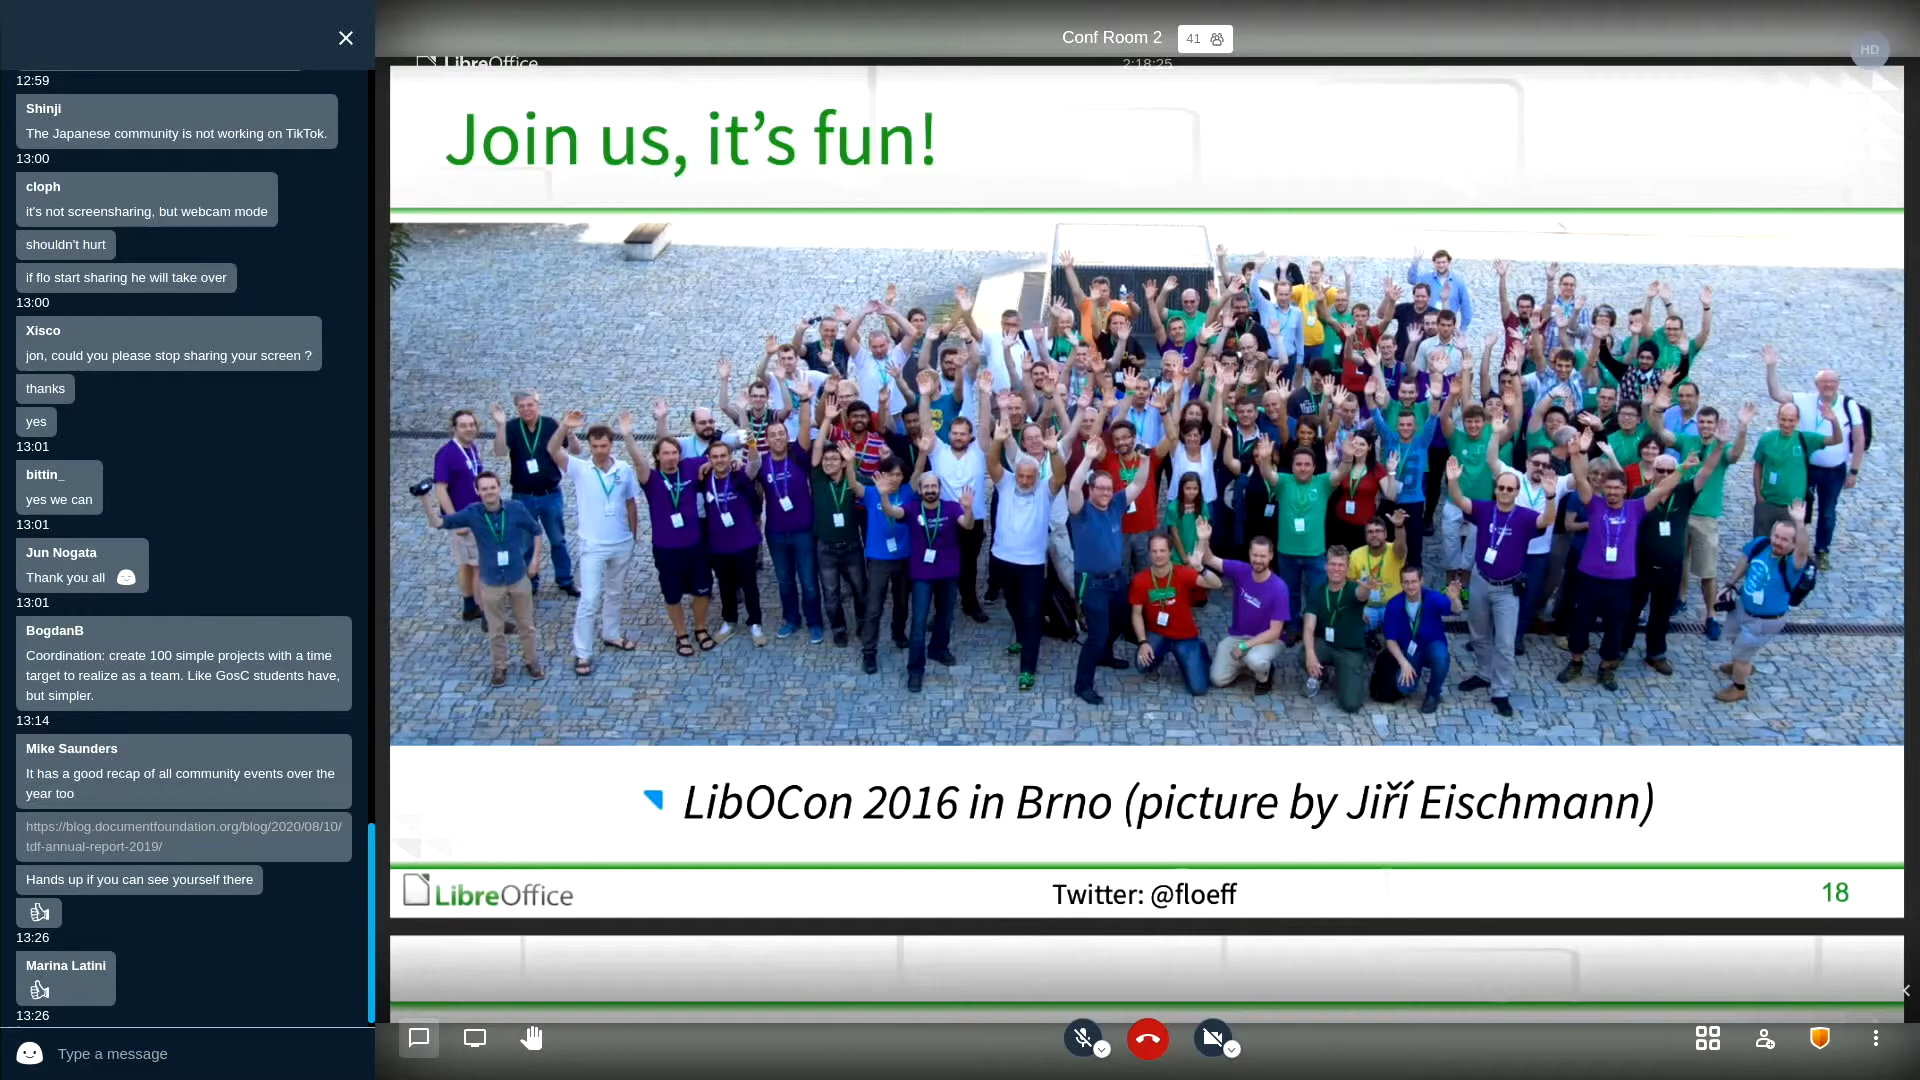 12:59
Shinji
The Japanese community is not working on TikTok.
13:00
cloph
it's not screensharing, but webcam mode
shouldn't hurt
if flo start sharing he will take over
13:00
Xisco
jon, could you please stop sharing your screen ?
thanks
yes
13:01
bittin_
yes we can
13:01
Jun Nogata
Thank you all
13:01
BogdanB
Coordination: create 100 simple projects with a time
target to realize as a team. Like GosC students have,
but simpler.
13:14
Mike Saunders
It has a good recap of all community events over the
year too
https://blog.documentfoundation.org/blog/2020/08/10/
tdf-annual-report-2019/
Hands up if you can see yourself there
13:26
Marina Latini
13:26
Type a message
Conf Room 2
41
HD
LibreOffice
2:18:25
Join us, it's fun!
LibOCon 2016 in Brno (picture by Jiří Eischmann)
LibreOffice
Twitter: @floeff
18